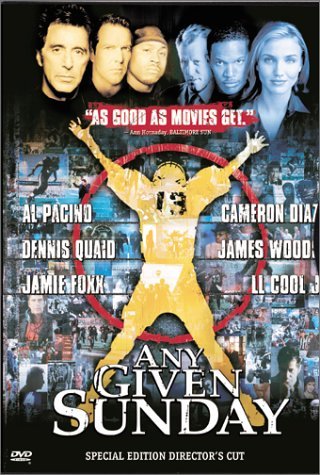 "AS GOOD AS MOVIES GET."
— Ann Hornaday, BALTIMORE SUN
13
AL PACINO
CAMERON DIAZ
DENNIS QUAID
JAMES WOOD
JAMIE FOXX
LL COOL J
ANY
GIVEN
SUNDAY
DVD
SPECIAL EDITION DIRECTOR'S CUT